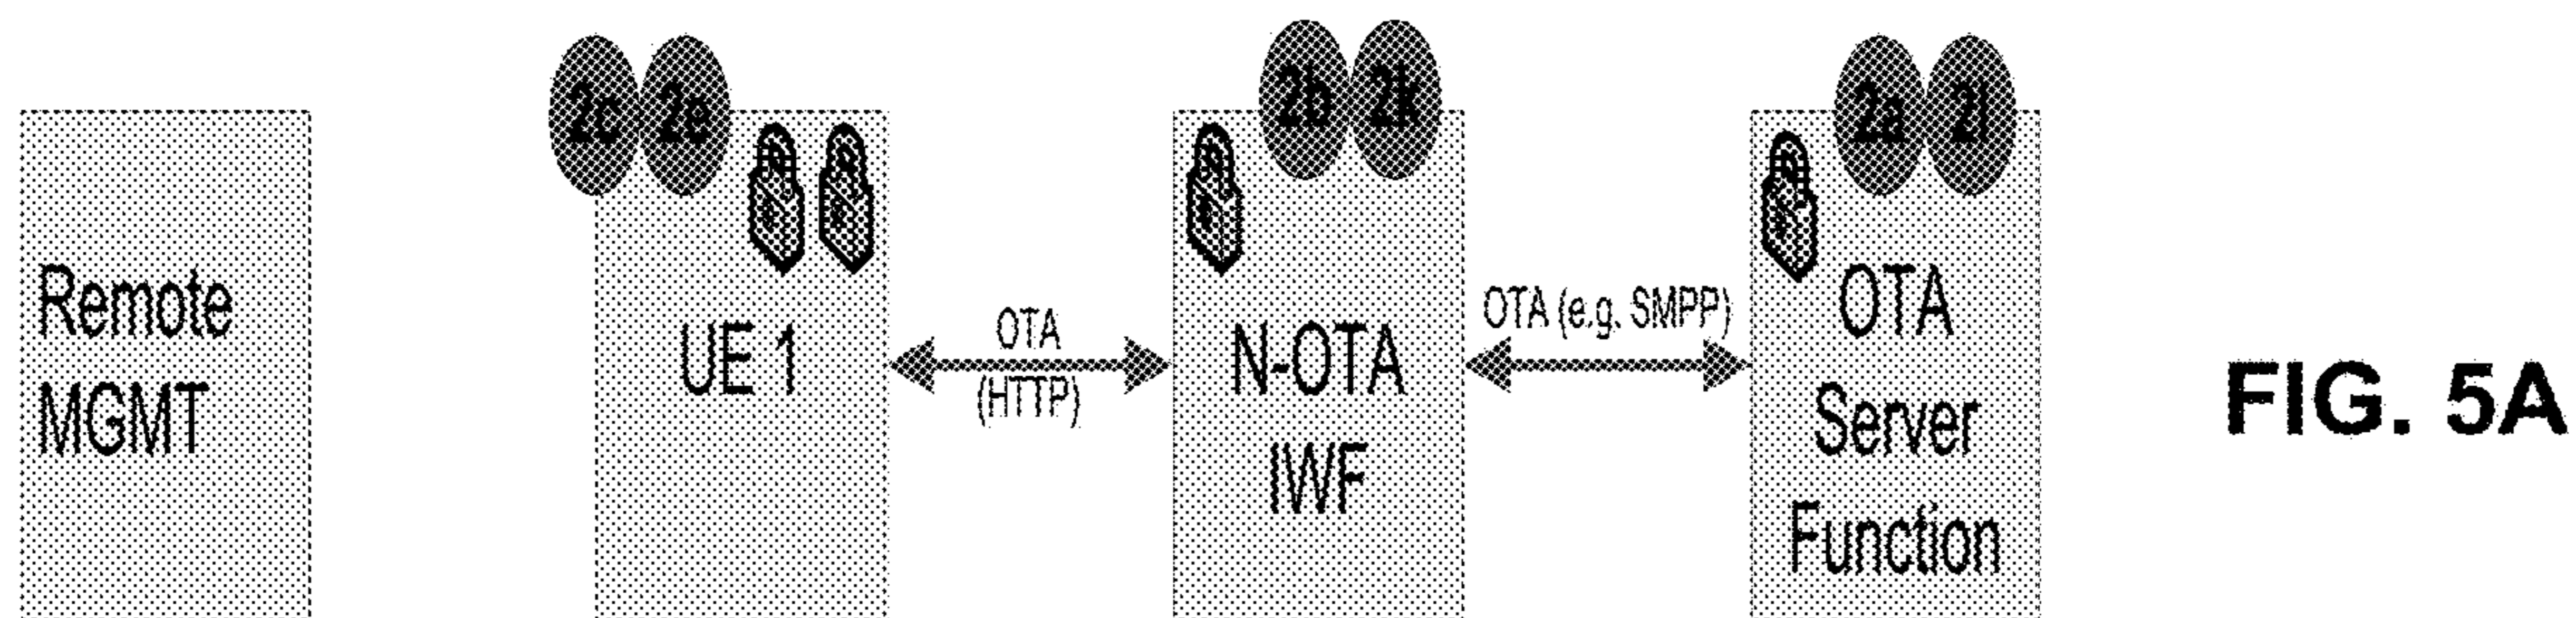 2c 2e
2b 2k
2a 2l
Remote
MGMT
UE 1
OTA
(HTTP)
N-OTA
IWF
OTA (e.g. SMPP)
OTA
Server
Function
FIG. 5A